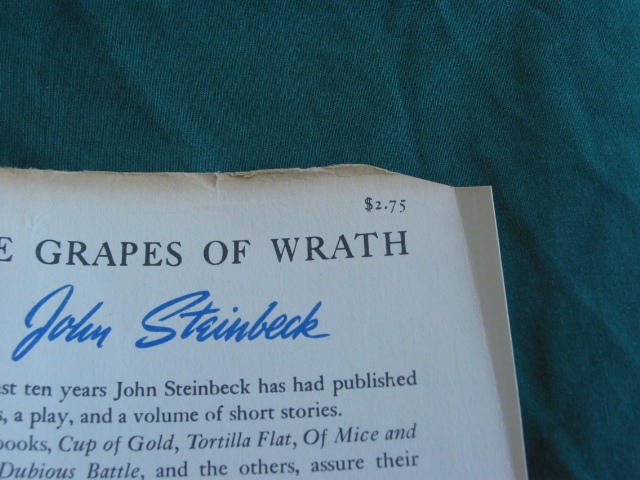 $2.75
E GRAPES OF WRATH
John Steinbeck
st ten years John Steinbeck has had published
s, a play, and a volume of short stories.
books, Cup of Gold, Tortilla Flat, Of Mice and
Dubious Battle, and the others, assure their